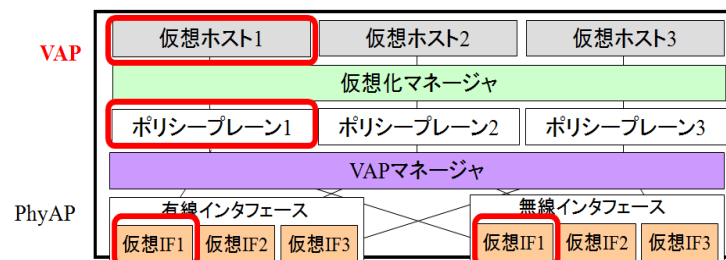 VAP
仮想ホスト1 仮想ホスト2 仮想ホスト3
仮想化マネージャ
ポリシープレーン1 ポリシープレーン2 ポリシープレーン3
VAPマネージャ
PhyAP
有線インタフェース 無線インタフェース
仮想IF1 仮想IF2 仮想IF3 仮想IF1 仮想IF2 仮想IF3